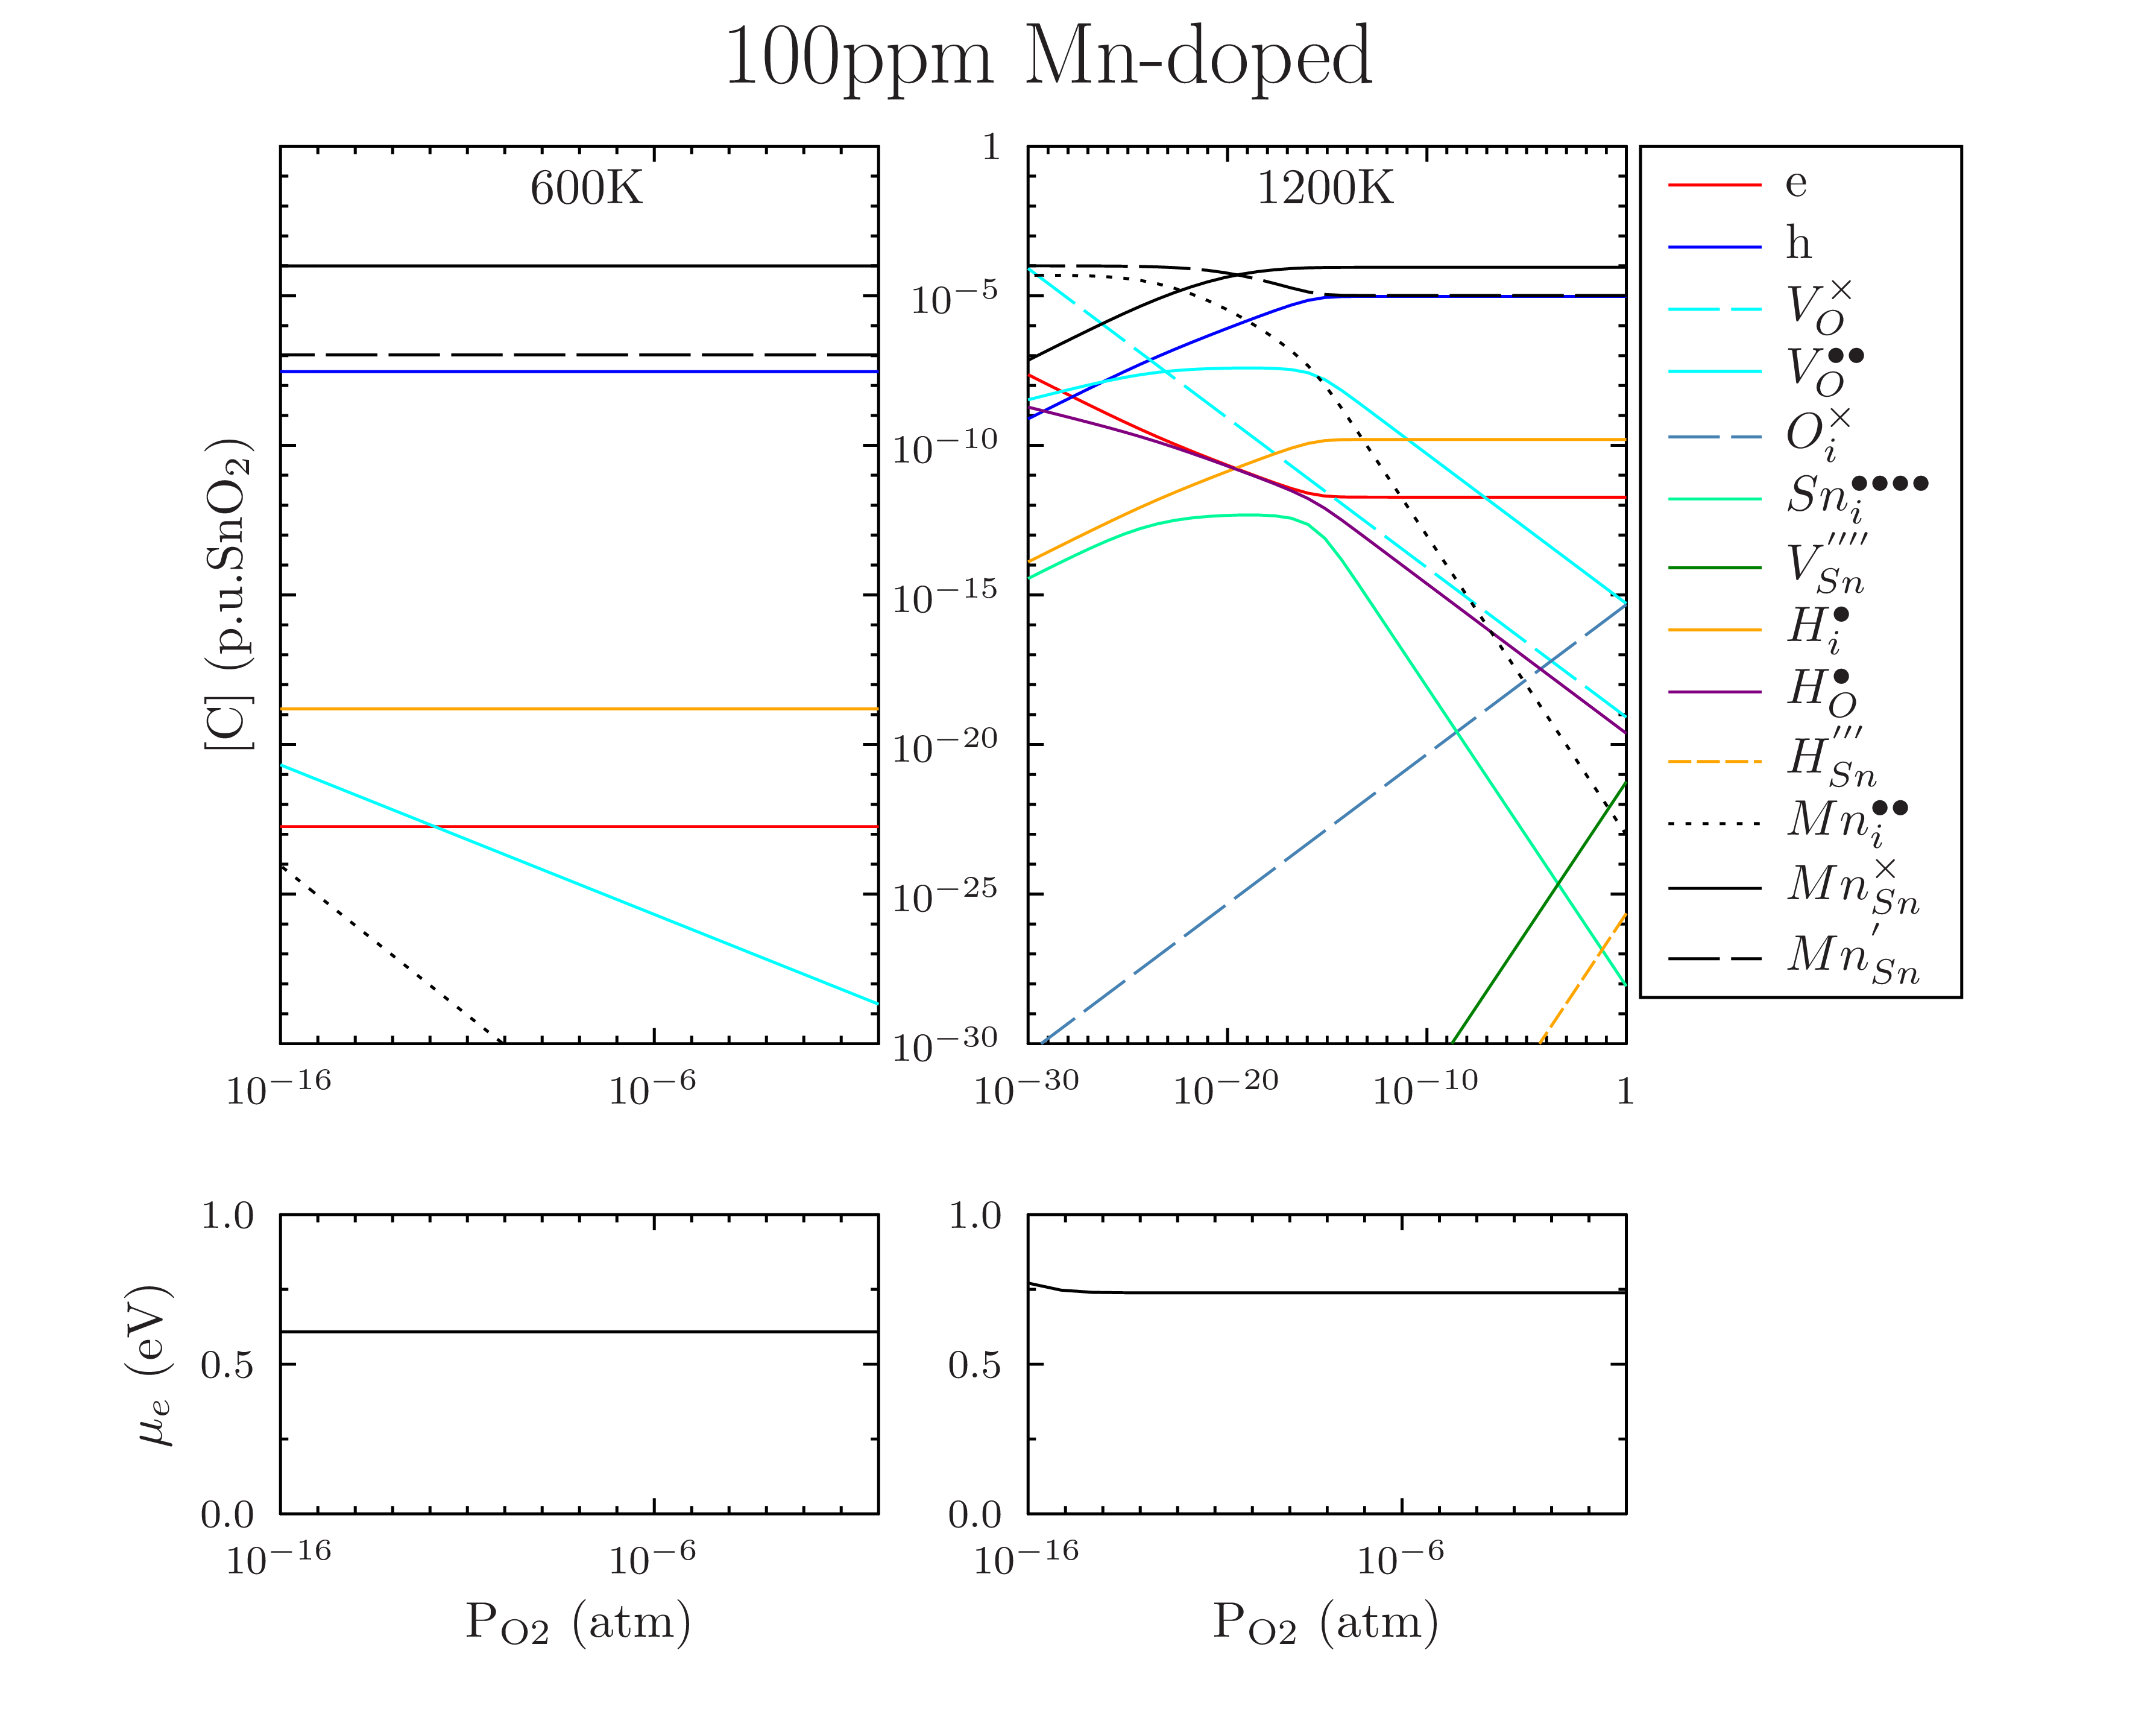 100ppm Mn-doped
600K
1200K
[C] (p.u.SnO₂)
1
10⁻⁵
10⁻¹⁰
10⁻¹⁵
10⁻²⁰
10⁻²⁵
10⁻³⁰
10⁻¹⁶ 10⁻⁶
10⁻³⁰ 10⁻²⁰ 10⁻¹⁰ 1
e
h
V_O^×
V_O^••
O_i^×
Sn_i^••••
V_Sn^''''
H_i^•
H_O^•
H_Sn^'''
Mn_i^••
Mn_Sn^×
Mn_Sn^'
μₑ (eV)
1.0
0.5
0.0
10⁻¹⁶ 10⁻⁶
P_O2 (atm)
1.0
0.5
0.0
10⁻¹⁶ 10⁻⁶
P_O2 (atm)